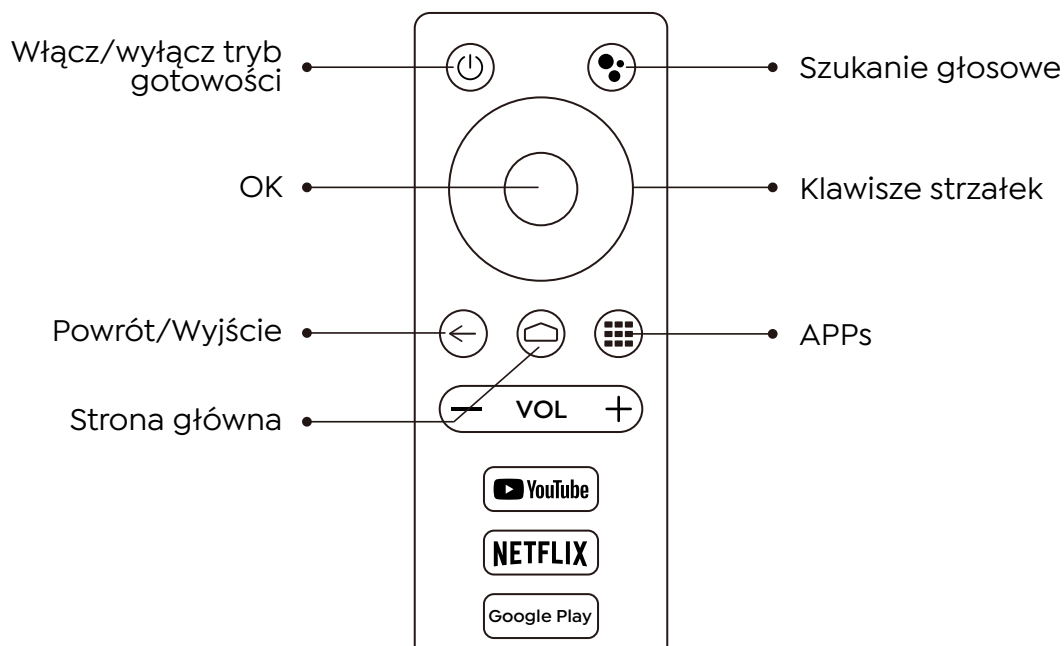 Włącz/wyłącz tryb
gotowości
Szukanie głosowe
OK
Klawisze strzałek
Powrót/Wyjście
APPs
Strona główna
VOL
YouTube
NETFLIX
Google Play